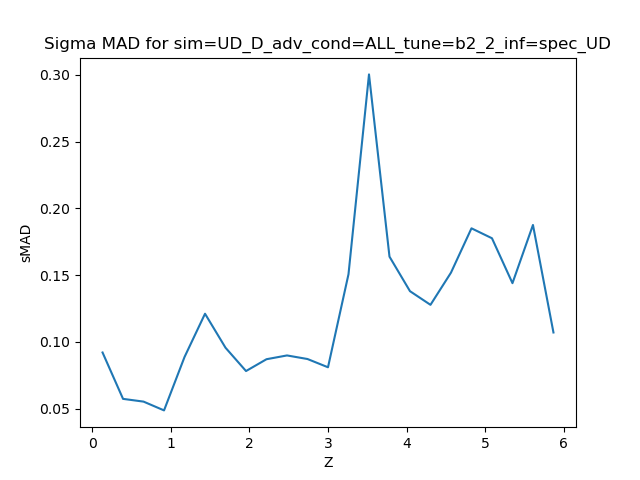 Sigma MAD for sim=UD_D_adv_cond=ALL_tune=b2_2_inf=spec_UD
0.30
0.25
0.20
0.15
0.10
0.05
sMAD
0 1 2 3 4 5 6
Z